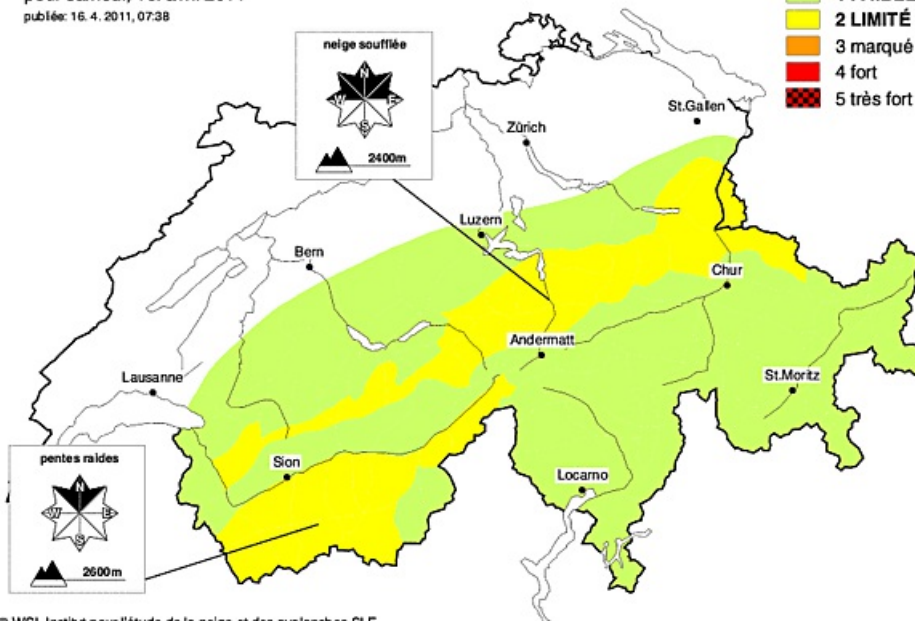 publiée: 16. 4. 2011, 07:38
2 LIMITÉ
3 marqué
4 fort
5 très fort
neige soufflée
N
W E
S
2400m
St.Gallen
Zürich
Luzern
Bern
Chur
Andermatt
Lausanne
St.Moritz
pentes raides
N
W E
S
2600m
Sion
Locarno